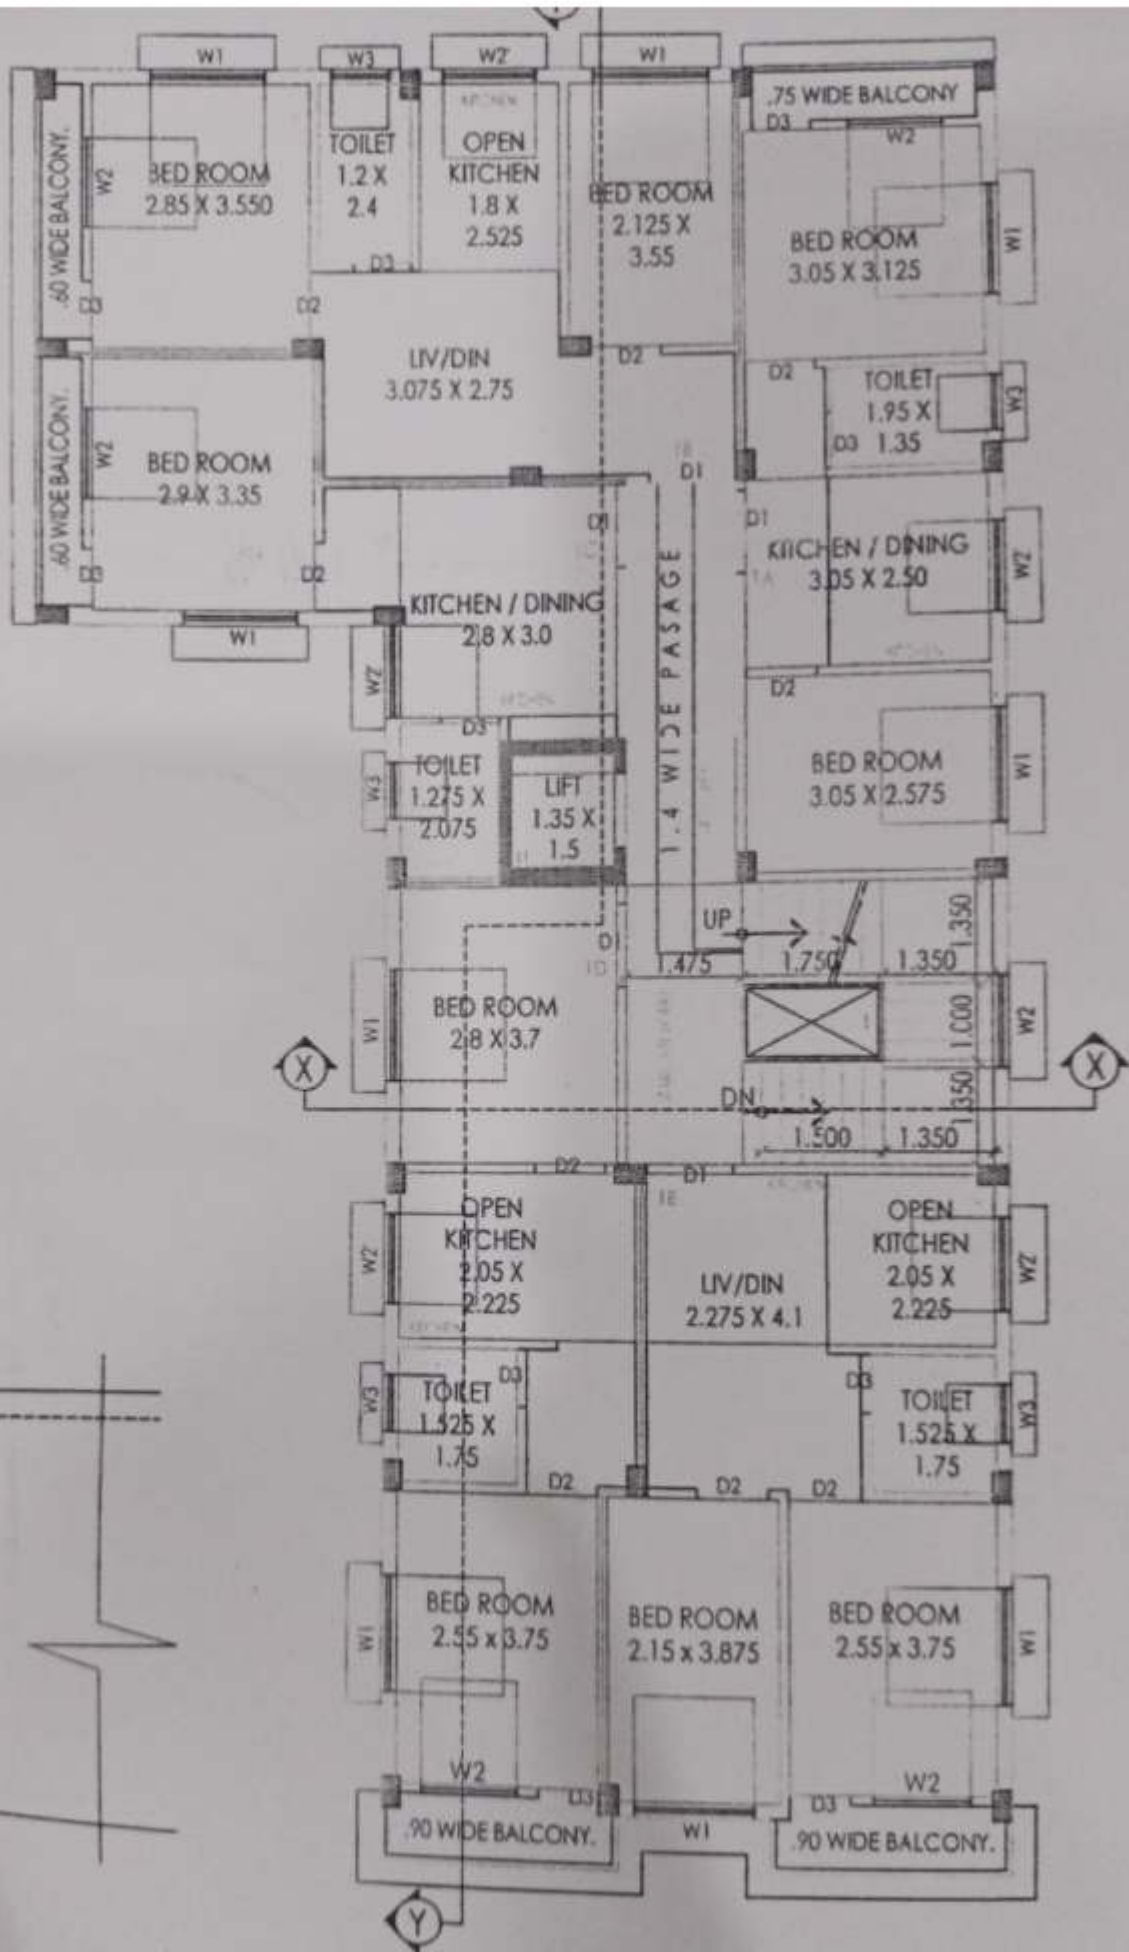 W1
W3
W2
W1
.75 WIDE BALCONY
D3
W2
.60 WIDE BALCONY.
W2
BED ROOM
2.85 X 3.550
TOILET
1.2 X
2.4
KITCHEN
OPEN
KITCHEN
1.8 X
2.525
BED ROOM
2.125 X
3.55
BED ROOM
3.05 X 3.125
W1
D3
D3
D2
LIV/DIN
3.075 X 2.75
D2
D2
TOILET
1.95 X
1.35
W3
D3
.60 WIDE BALCONY.
W2
BED ROOM
2.9 X 3.35
D3
D2
W1
1B
D1
D1
D1
KITCHEN / DINING
3.05 X 2.50
1A
W2
KITCHEN / DINING
2.8 X 3.0
W2
KITCHEN
1.4 WIDE PASAGE
D2
D3
TOILET
1.275 X
2.075
W3
LIFT
1.35 X
1.5
BED ROOM
3.05 X 2.575
W1
UP
1.475
1.750
1.350
1.350
D
1D
BED ROOM
2.8 X 3.7
W1
1.000
W2
X
X
DN
1.350
1.500
1.350
D2
D1
1E
KITCHEN
OPEN
KITCHEN
2.05 X
2.225
W2
KITCHEN
LIV/DIN
2.275 X 4.1
OPEN
KITCHEN
2.05 X
2.225
W2
TOILET
1.525 X
1.75
W3
D3
D3
TOILET
1.525 X
1.75
W3
D2
D2
D2
BED ROOM
2.55 x 3.75
W1
BED ROOM
2.15 x 3.875
BED ROOM
2.55 x 3.75
W1
W2
D3
W1
D3
W2
.90 WIDE BALCONY.
.90 WIDE BALCONY.
Y